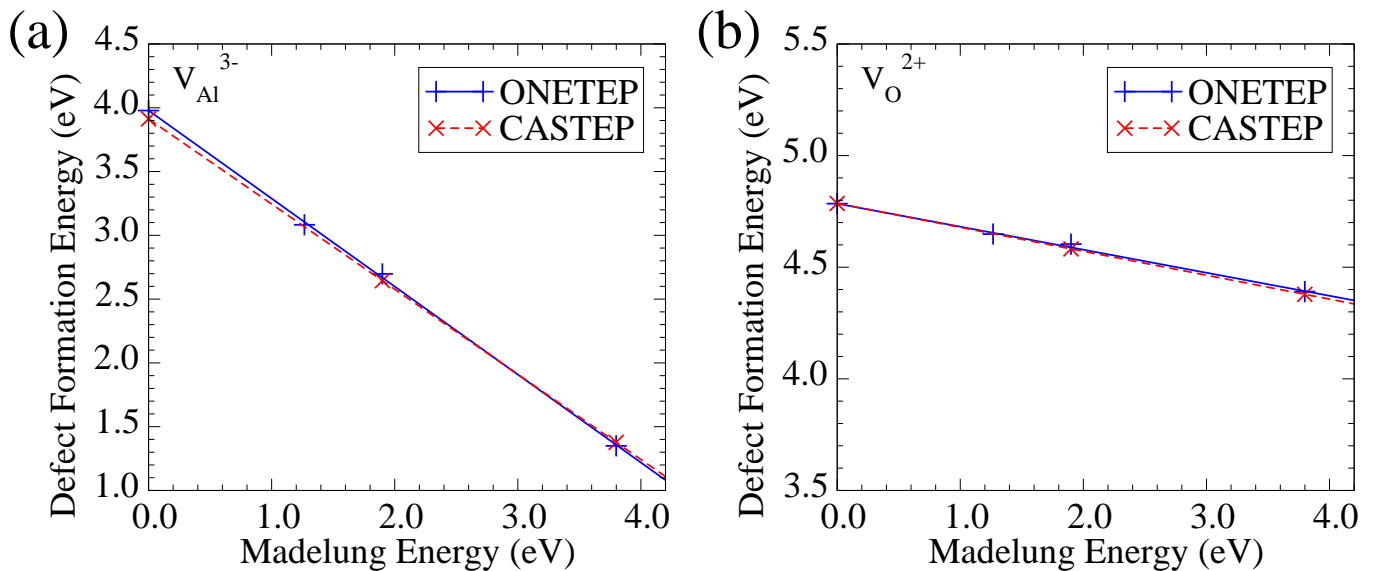 (a)
V_Al^3-
ONETEP
CASTEP
Defect Formation Energy (eV)
4.5
4.0
3.5
3.0
2.5
2.0
1.5
1.0
0.0 1.0 2.0 3.0 4.0
Madelung Energy (eV)
(b)
V_O^2+
ONETEP
CASTEP
Defect Formation Energy (eV)
5.5
5.0
4.5
4.0
3.5
0.0 1.0 2.0 3.0 4.0
Madelung Energy (eV)